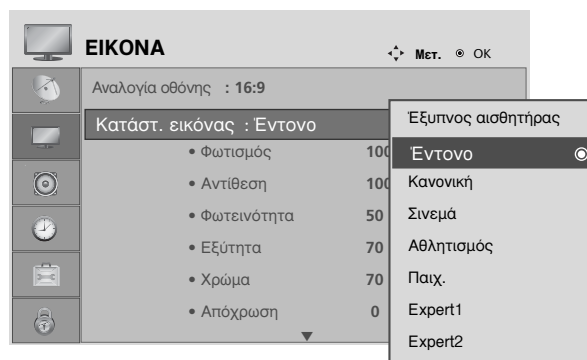 ΕΙΚΟΝΑ
Μετ. OK
Αναλογία οθόνης : 16:9
Κατάστ. εικόνας : Έντονο
• Φωτισμός 100
• Αντίθεση 100
• Φωτεινότητα 50
• Εξύτητα 70
• Χρώμα 70
• Απόχρωση 0
Έξυπνος αισθητήρας
Έντονο
Κανονική
Σινεμά
Αθλητισμός
Παιχ.
Expert1
Expert2